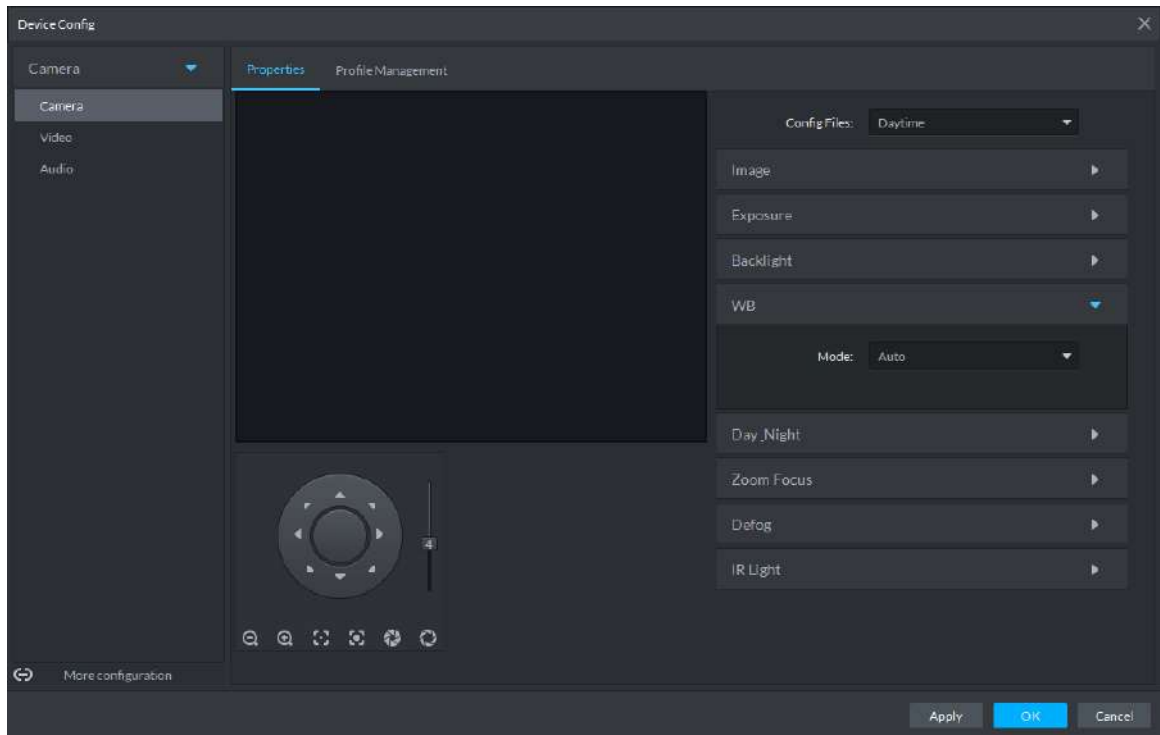 Device Config
Camera
Properties
Profile Management
Camera
Video
Audio
Config Files:
Daytime
Image
Exposure
Backlight
WB
Mode:
Auto
Day_Night
Zoom Focus
Defog
IR Light
4
More configuration
Apply
OK
Cancel